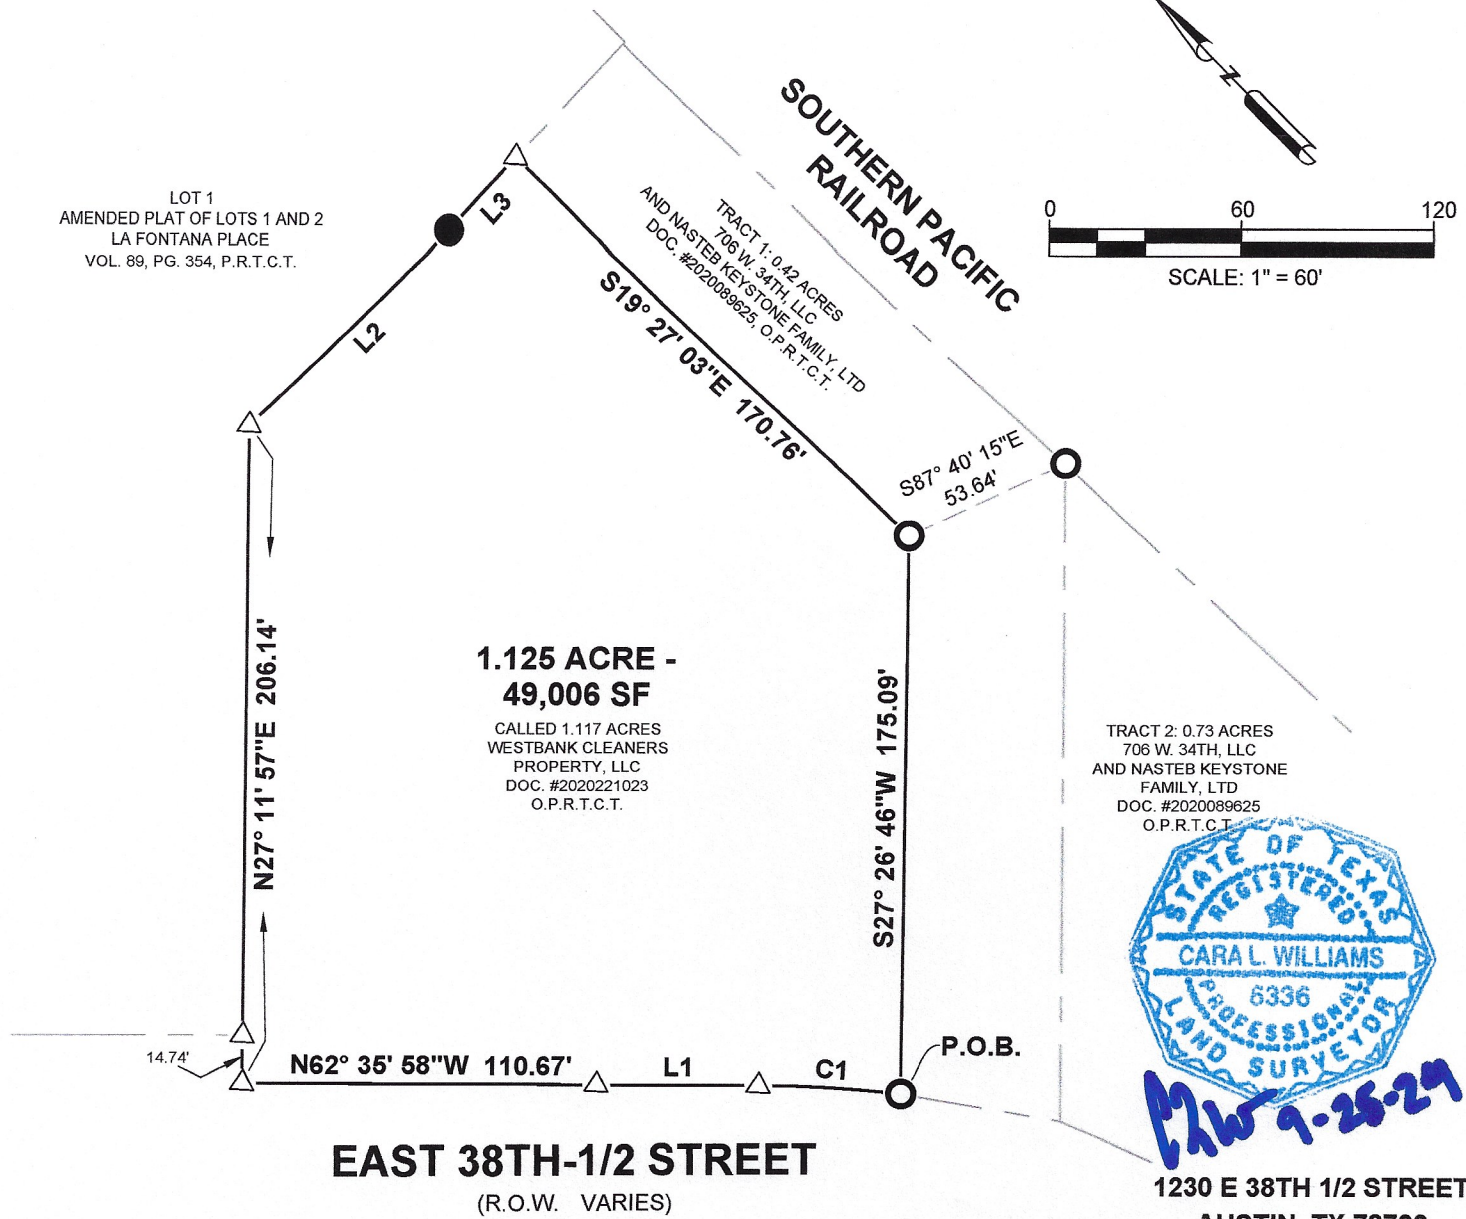 SOUTHERN PACIFIC
RAILROAD
N
0 60 120
SCALE: 1" = 60'
LOT 1
AMENDED PLAT OF LOTS 1 AND 2
LA FONTANA PLACE
VOL. 89, PG. 354, P.R.T.C.T.
L3
L2
TRACT 1: 0.42 ACRES
706 W. 34TH, LLC
AND NASTEB KEYSTONE FAMILY, LTD
DOC. #2020089625, O.P.R.T.C.T.
S19° 27' 03"E 170.76'
S87° 40' 15"E
53.64'
N27° 11' 57"E 206.14'
1.125 ACRE -
49,006 SF
CALLED 1.117 ACRES
WESTBANK CLEANERS
PROPERTY, LLC
DOC. #2020221023
O.P.R.T.C.T.
S27° 26' 46"W 175.09'
TRACT 2: 0.73 ACRES
706 W. 34TH, LLC
AND NASTEB KEYSTONE
FAMILY, LTD
DOC. #2020089625
O.P.R.T.C.T.
STATE OF TEXAS
REGISTERED
CARA L. WILLIAMS
6336
PROFESSIONAL
LAND SURVEYOR
14.74'
N62° 35' 58"W 110.67'
L1
C1
P.O.B.
CLW 9-25-24
EAST 38TH-1/2 STREET
(R.O.W. VARIES)
1230 E 38TH 1/2 STREET